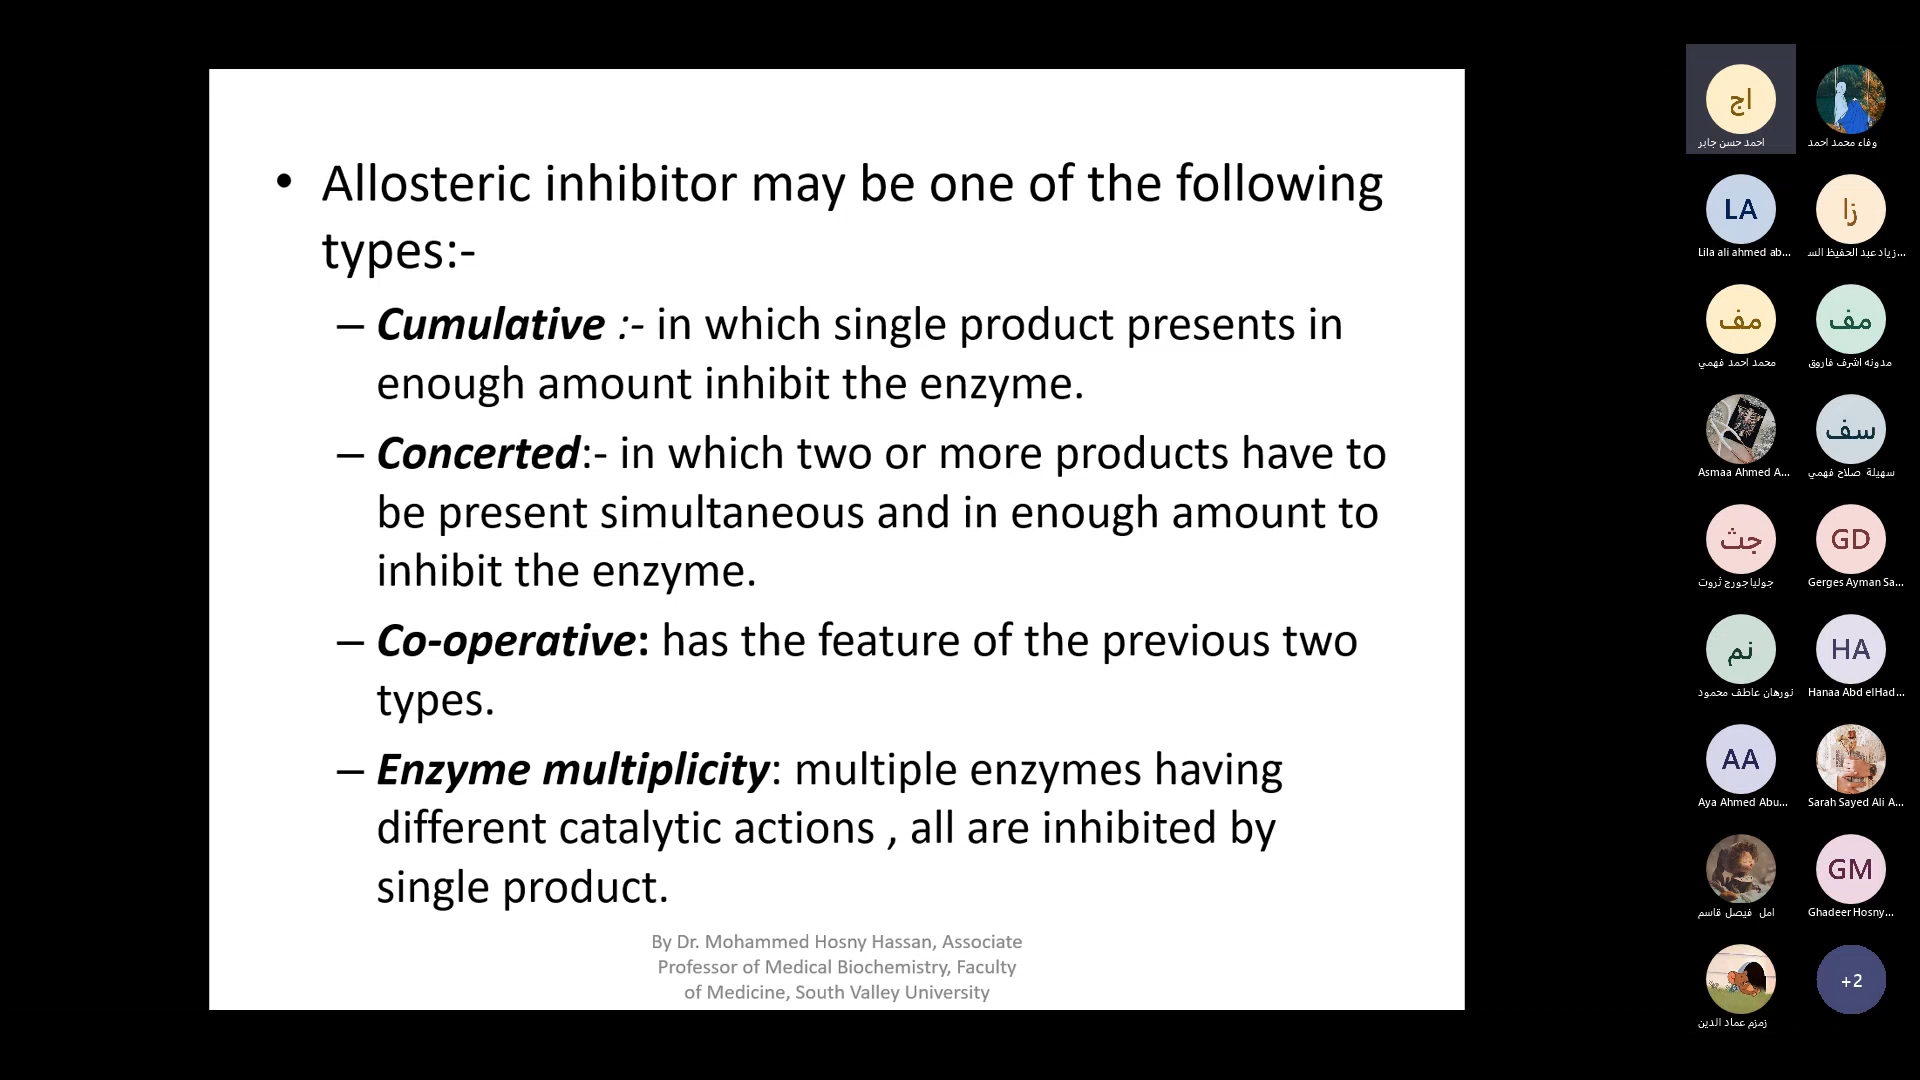 • Allosteric inhibitor may be one of the following
types:-
– Cumulative :- in which single product presents in
enough amount inhibit the enzyme.
– Concerted:- in which two or more products have to
be present simultaneous and in enough amount to
inhibit the enzyme.
– Co-operative: has the feature of the previous two
types.
– Enzyme multiplicity: multiple enzymes having
different catalytic actions , all are inhibited by
single product.
By Dr. Mohammed Hosny Hassan, Associate
Professor of Medical Biochemistry, Faculty
of Medicine, South Valley University
اج
احمد حسن جابر
وفاء محمد احمد
LA
Lila ali ahmed ab...
زا
زياد عبد الحفيظ الس...
مف
محمد احمد فهمي
مف
مدونه اشرف فاروق
Asmaa Ahmed A...
سف
سهيلة صلاح فهمي
جث
جولياجورج ثروت
GD
Gerges Ayman Sa...
نم
نورهان عاطف محمود
HA
Hanaa Abd elHad...
AA
Aya Ahmed Abu...
Sarah Sayed Ali A...
امل فيصل قاسم
GM
Ghadeer Hosny...
زمزم عماد الدين
+2